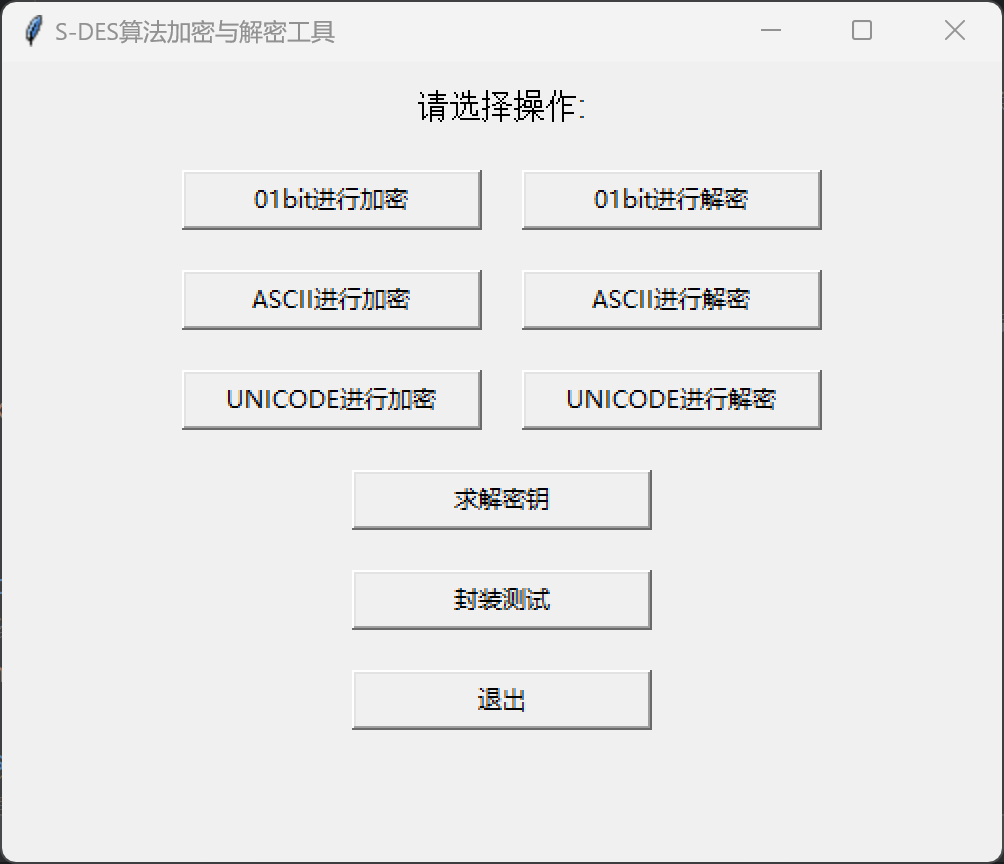 S-DES算法加密与解密工具
请选择操作:
01bit进行加密 01bit进行解密
ASCII进行加密 ASCII进行解密
UNICODE进行加密 UNICODE进行解密
求解密钥
封装测试
退出